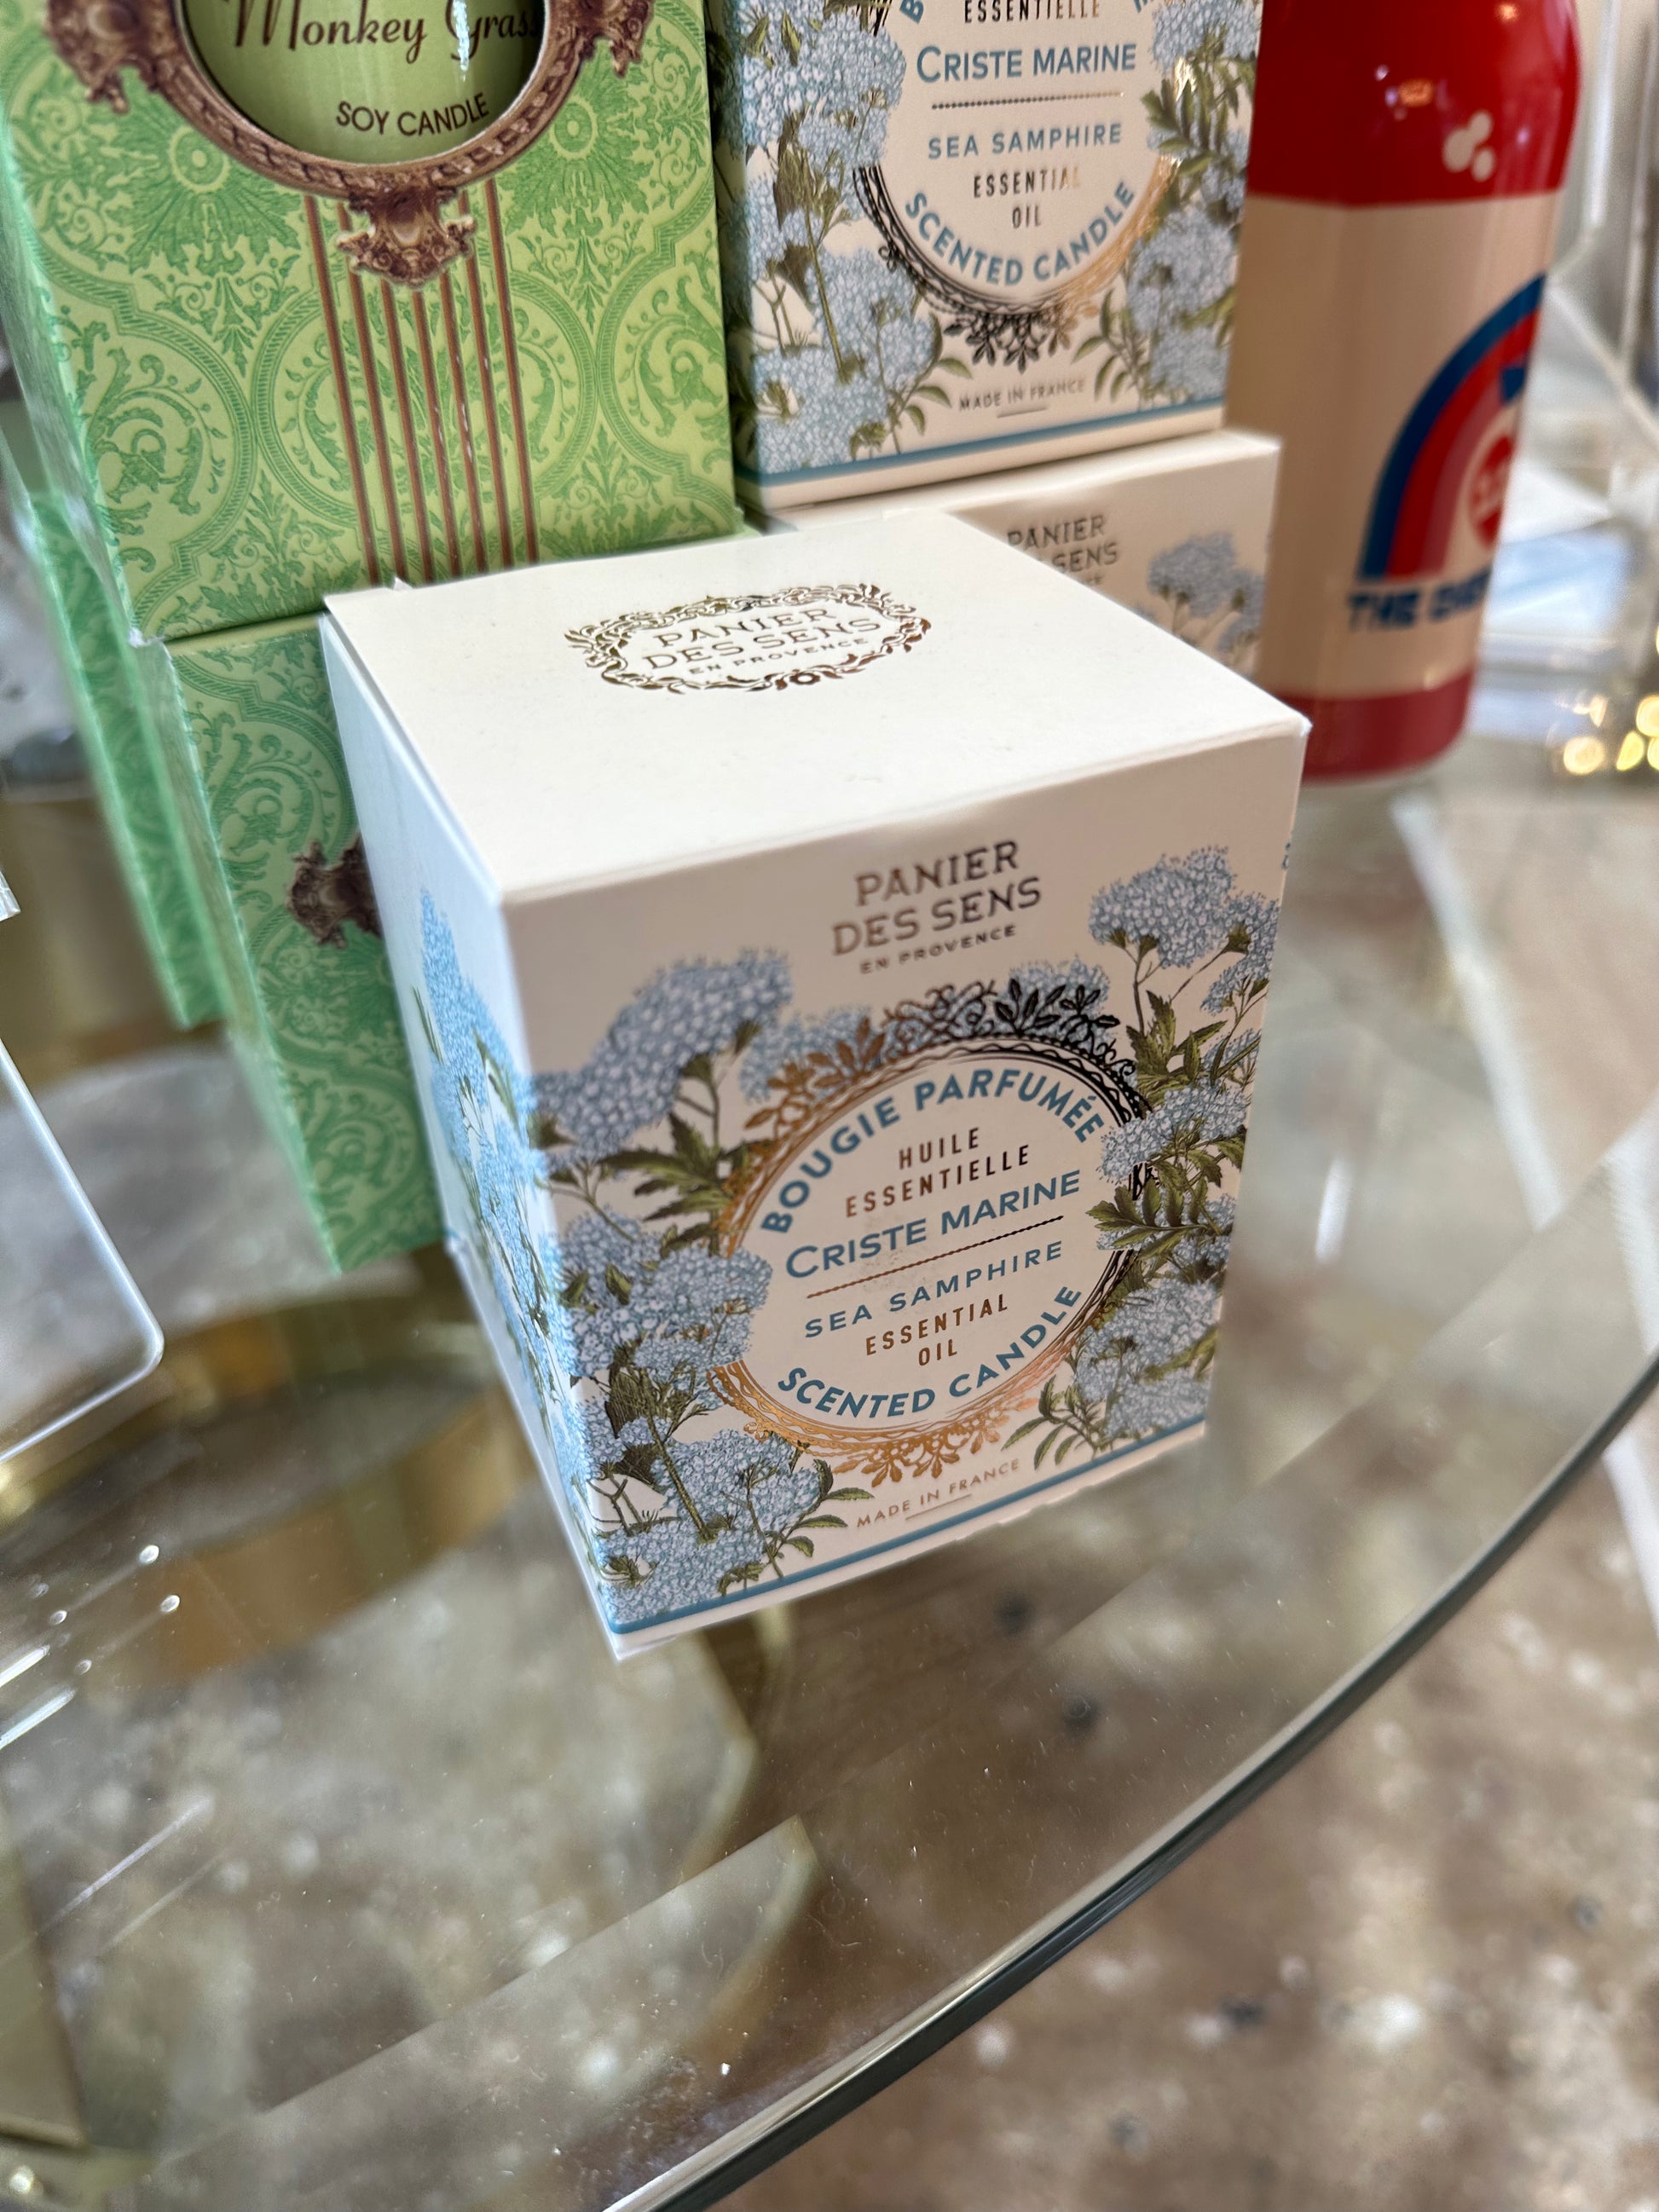 Monkey Grass
SOY CANDLE
ESSENTIELLE
CRISTE MARINE
SEA SAMPHIRE
ESSENTIAL
OIL
SCENTED CANDLE
MADE IN FRANCE
PANIER
DES SENS
THE
PANIER
DES SENS
EN PROVENCE
PANIER
DES SENS
EN PROVENCE
BOUGIE PARFUMÉE
HUILE
ESSENTIELLE
CRISTE MARINE
SEA SAMPHIRE
ESSENTIAL
OIL
SCENTED CANDLE
MADE IN FRANCE